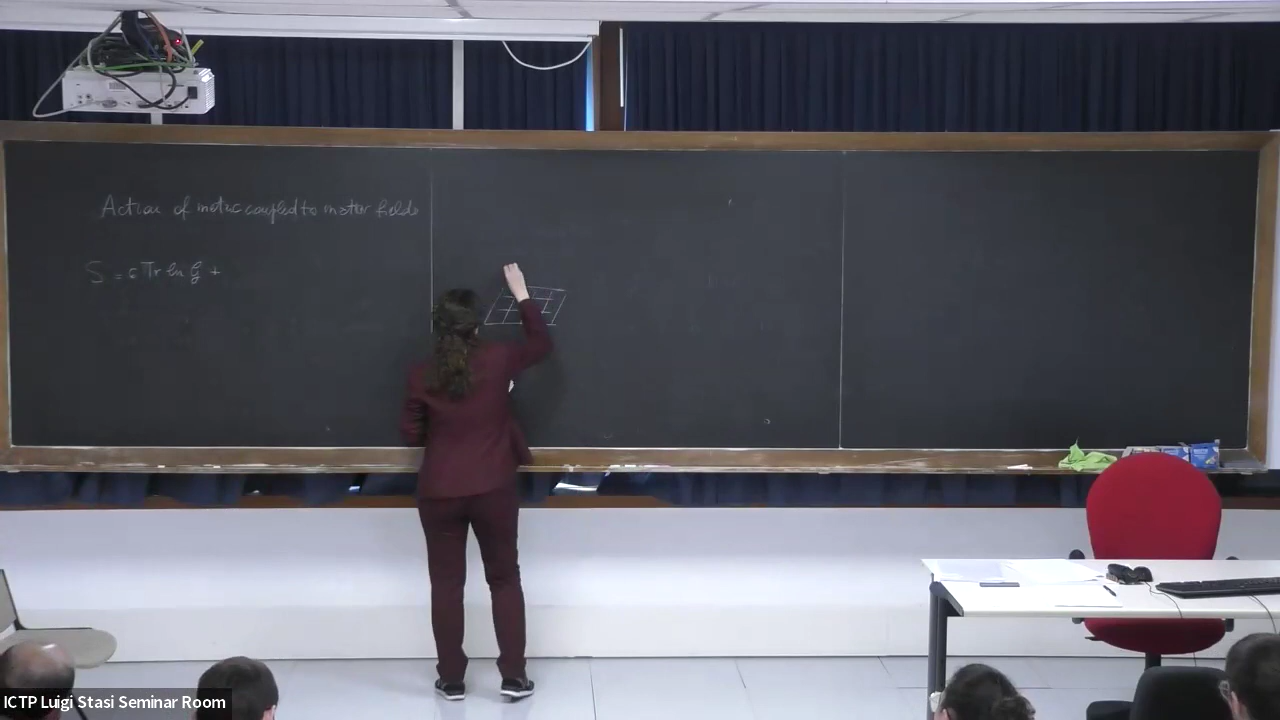 Action of metric coupled to matter fields
S = c Tr ln G +
ICTP Luigi Stasi Seminar Room